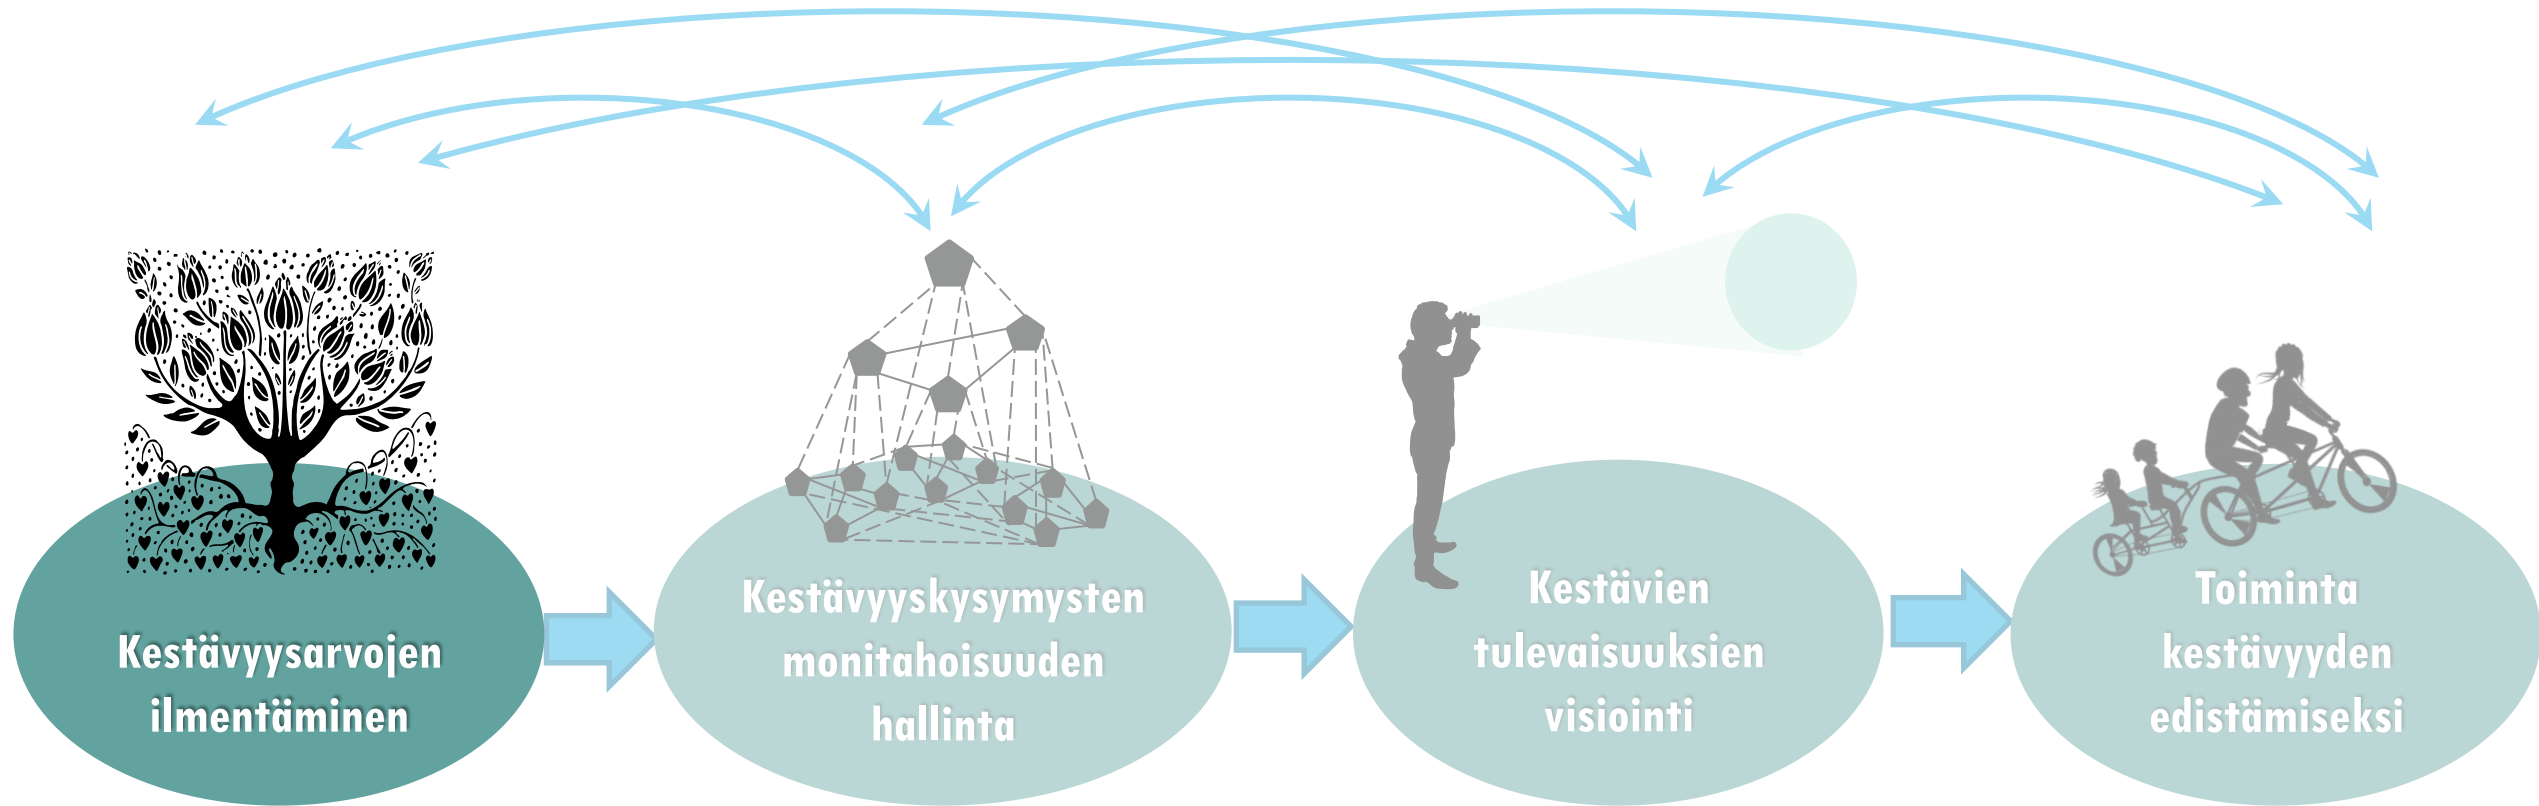 Kestävyysarvojen
ilmentäminen
Kestävyyskysymysten
monitahoisuuden
hallinta
Kestävien
tulevaisuuksien
visiointi
Toiminta
kestävyyden
edistämiseksi